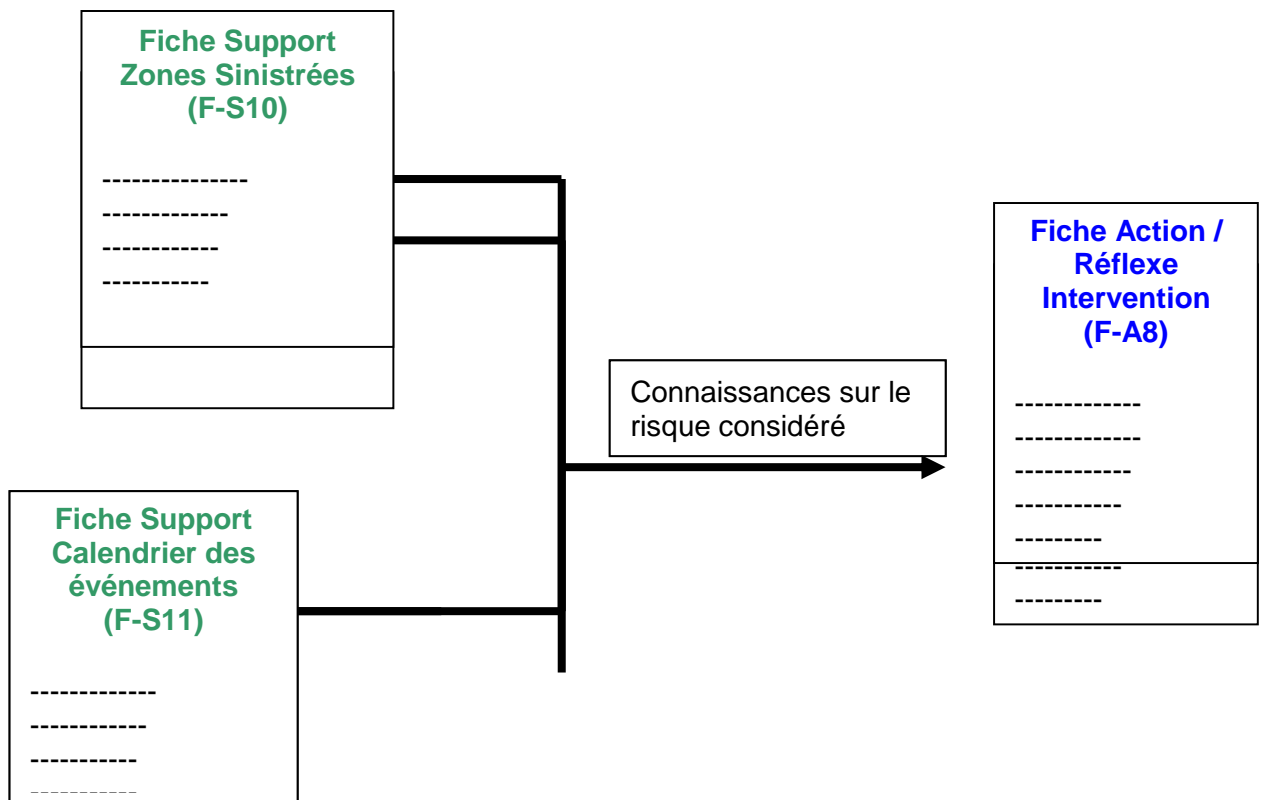 Fiche Support
Zones Sinistrées
(F-S10)
---------------
-------------
------------
-----------
Fiche Action /
Réflexe
Intervention
(F-A8)
-------------
-------------
------------
-----------
---------
-----------
---------
Connaissances sur le
risque considéré
Fiche Support
Calendrier des
événements
(F-S11)
-------------
------------
-----------
-----------